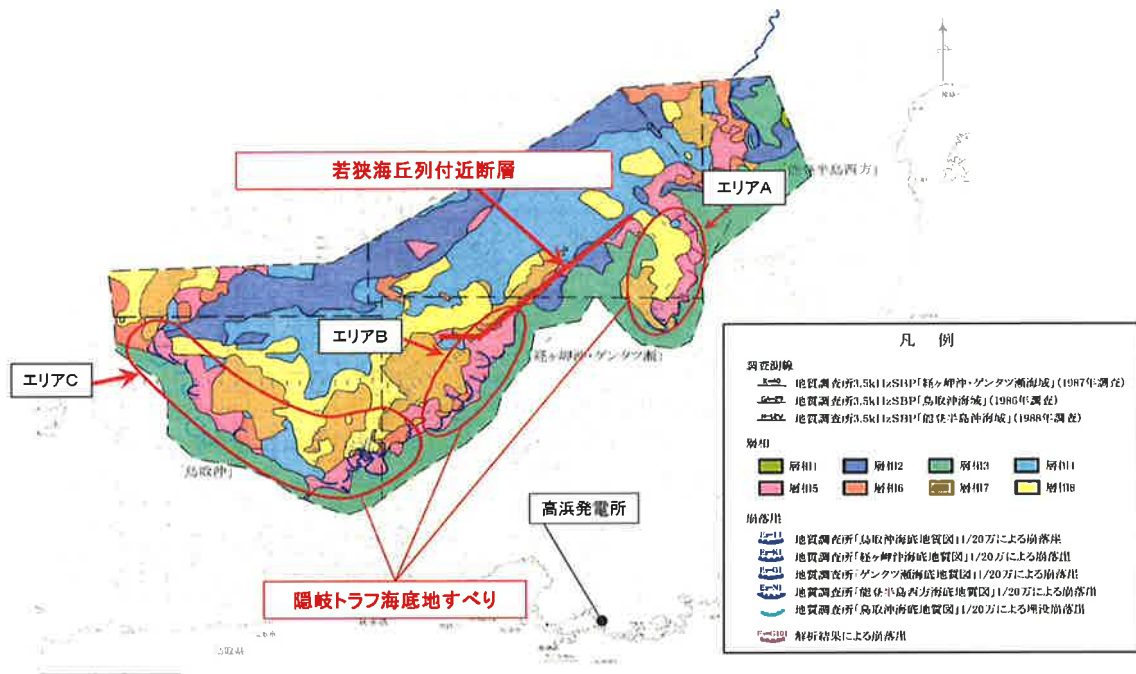 若狭海丘列付近断層
能登半島西方」
エリアA
エリアB
経ヶ岬沖・ゲンタツ瀬」
エリアC
「鳥取沖」
高浜発電所
隠岐トラフ海底地すべり
凡例
調査測線
地質調査所3.5kHzSBP「経ヶ岬沖・ゲンタツ瀬海域」(1987年調査)
地質調査所3.5kHzSBP「鳥取沖海域」(1986年調査)
地質調査所3.5kHzSBP「能登半島沖海域」(1988年調査)
層相
層相1 層相2 層相3 層相4
層相5 層相6 層相7 層相8
崩落崖
地質調査所「鳥取沖海底地質図」1/20万による崩落崖
地質調査所「経ヶ岬沖海底地質図」1/20万による崩落崖
地質調査所「ゲンタツ瀬海底地質図」1/20万による崩落崖
地質調査所「能登半島西方海底地質図」1/20万による崩落崖
地質調査所「鳥取沖海底地質図」1/20万による埋没崩落崖
解析結果による崩落崖